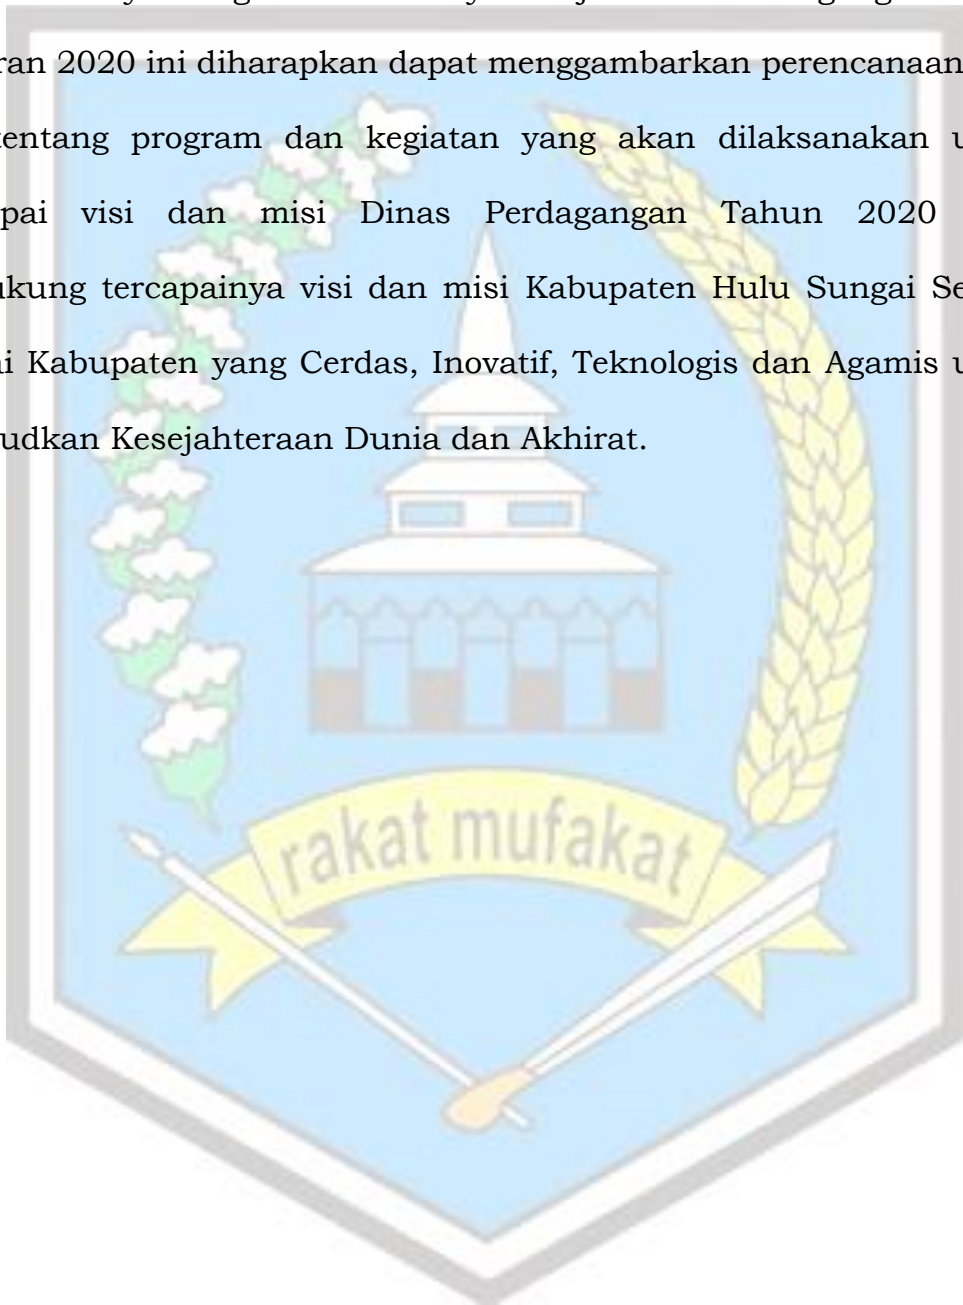 ran 2020 ini diharapkan dapat menggambarkan perencanaan
tentang program dan kegiatan yang akan dilaksanakan u
pai visi dan misi Dinas Perdagangan Tahun 2020
ukung tercapainya visi dan misi Kabupaten Hulu Sungai Se
ai Kabupaten yang Cerdas, Inovatif, Teknologis dan Agamis u
udkan Kesejahteraan Dunia dan Akhirat.
rakat mufakat